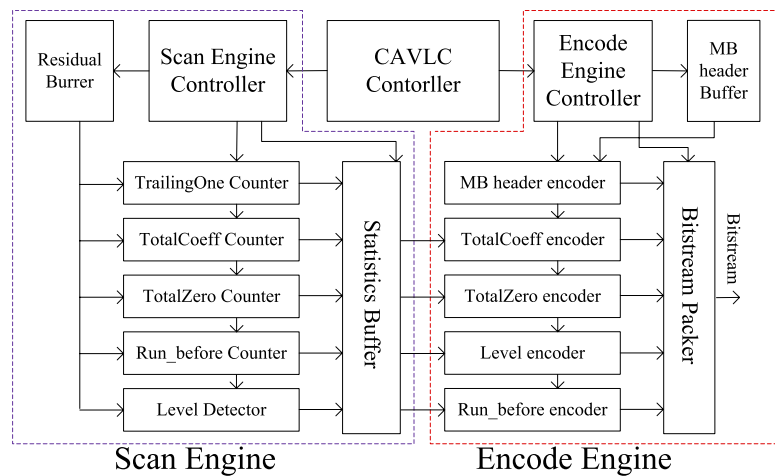 Residual
Burrer
Scan Engine
Controller
CAVLC
Contorller
Encode
Engine
Controller
MB
header
Buffer
TrailingOne Counter
TotalCoeff Counter
TotalZero Counter
Run_before Counter
Level Detector
Statistics Buffer
MB header encoder
TotalCoeff encoder
TotalZero encoder
Level encoder
Run_before encoder
Bitstream Packer
Bitstream
Scan Engine
Encode Engine